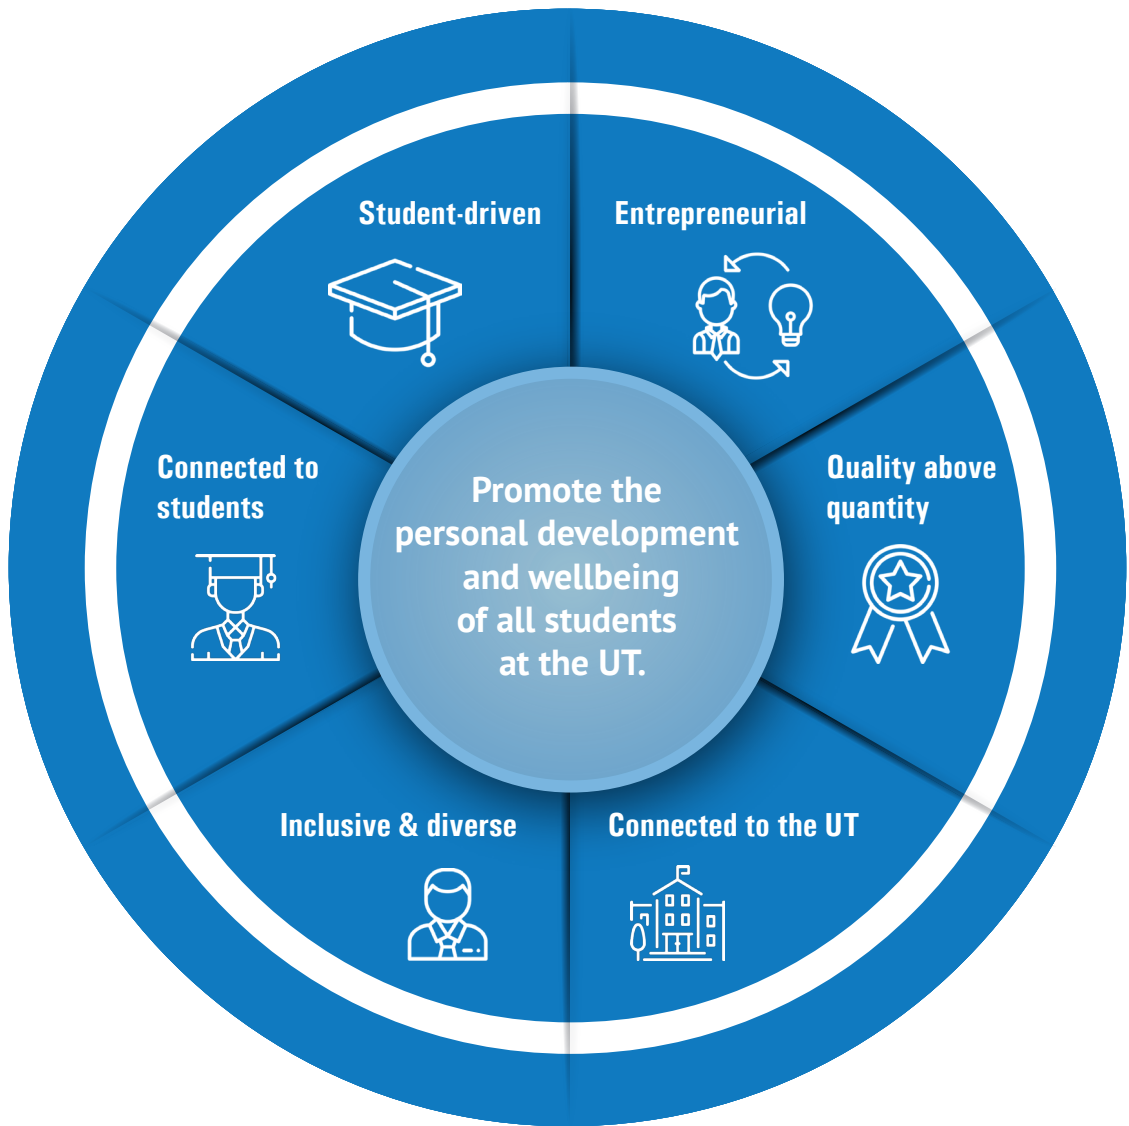 Student-driven
Entrepreneurial
Connected to
students
Quality above
quantity
Promote the
personal development
and wellbeing
of all students
at the UT.
Inclusive & diverse
Connected to the UT